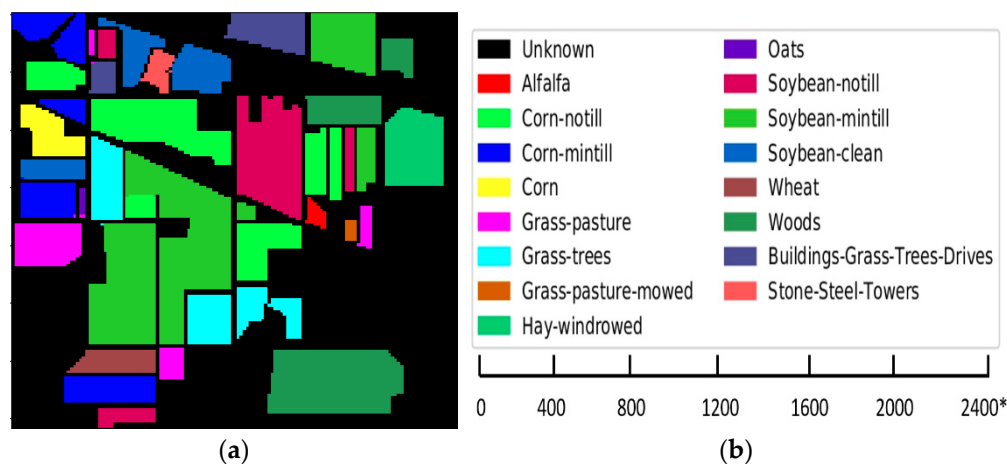 Unknown
Alfalfa
Corn-notill
Corn-mintill
Corn
Grass-pasture
Grass-trees
Grass-pasture-mowed
Hay-windrowed
Oats
Soybean-notill
Soybean-mintill
Soybean-clean
Wheat
Woods
Buildings-Grass-Trees-Drives
Stone-Steel-Towers
0 400 800 1200 1600 2000 2400*
(a) (b)